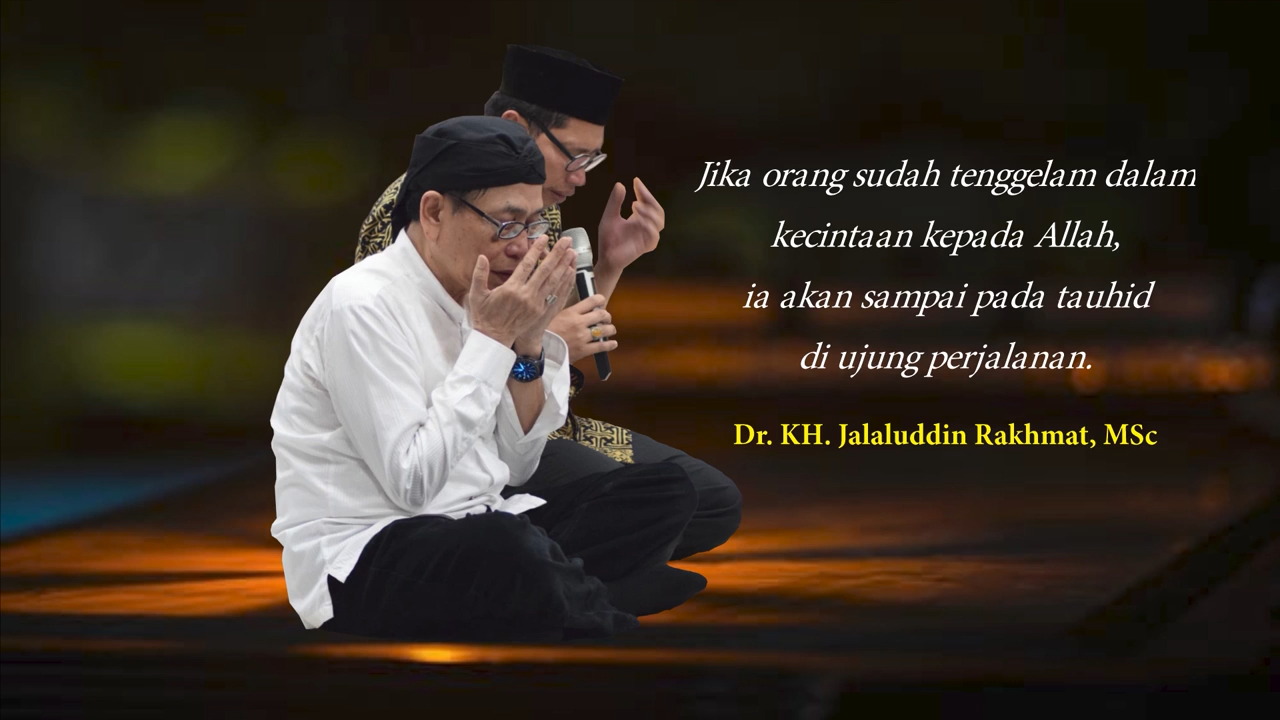 Jika orang sudah tenggelam dalam
kecintaan kepada Allah,
ia akan sampai pada tauhid
di ujung perjalanan.
Dr. KH. Jalaluddin Rakhmat, MSc